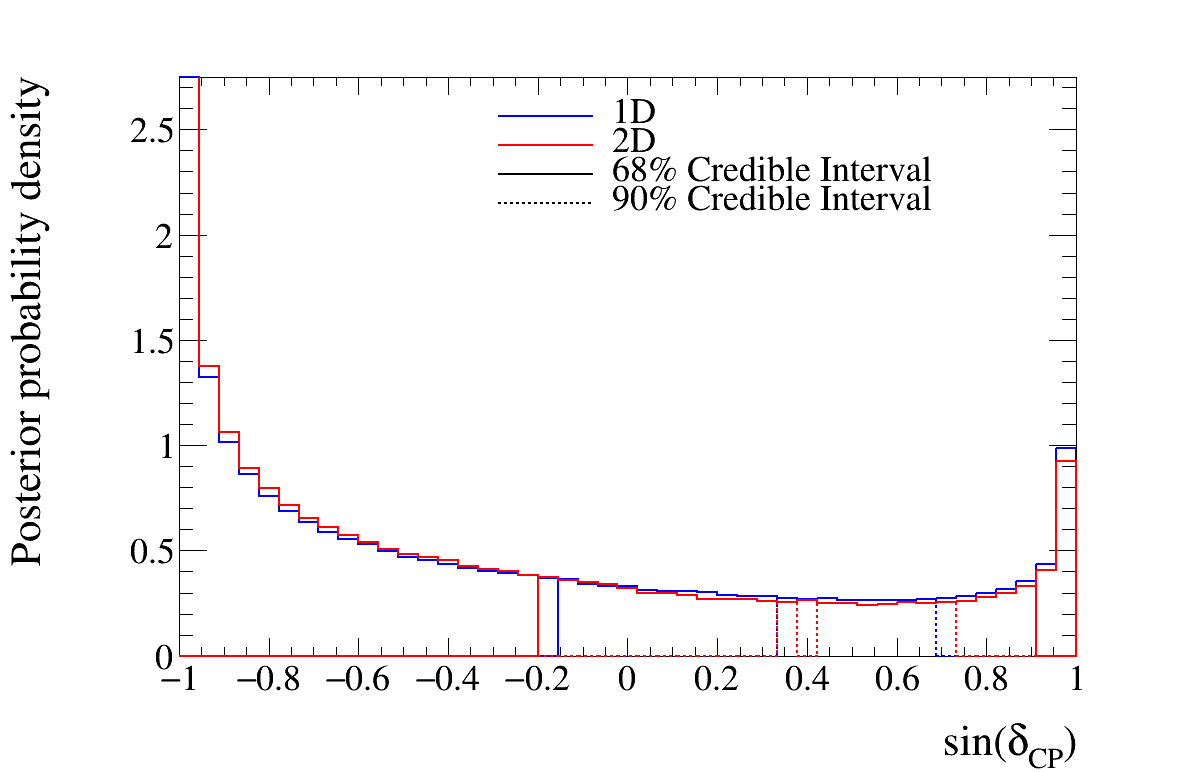 Posterior probability density
2.5
2
1.5
1
0.5
0
1D
2D
68% Credible Interval
90% Credible Interval
−1 −0.8 −0.6 −0.4 −0.2 0 0.2 0.4 0.6 0.8 1
sin(δCP)